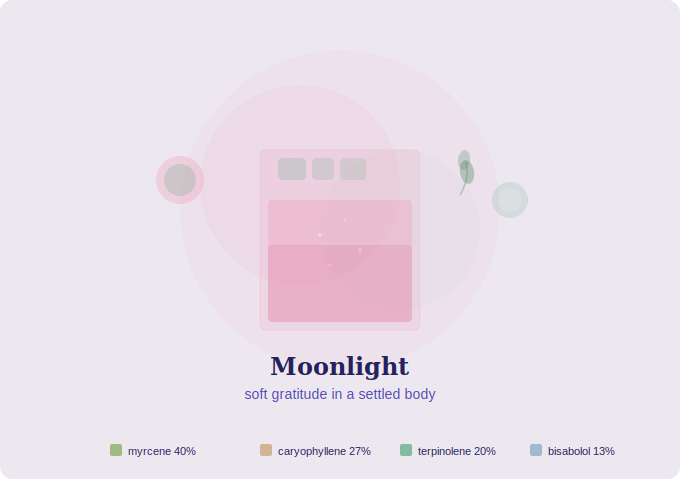 Moonlight
soft gratitude in a settled body
myrcene 40% caryophyllene 27% terpinolene 20% bisabolol 13%